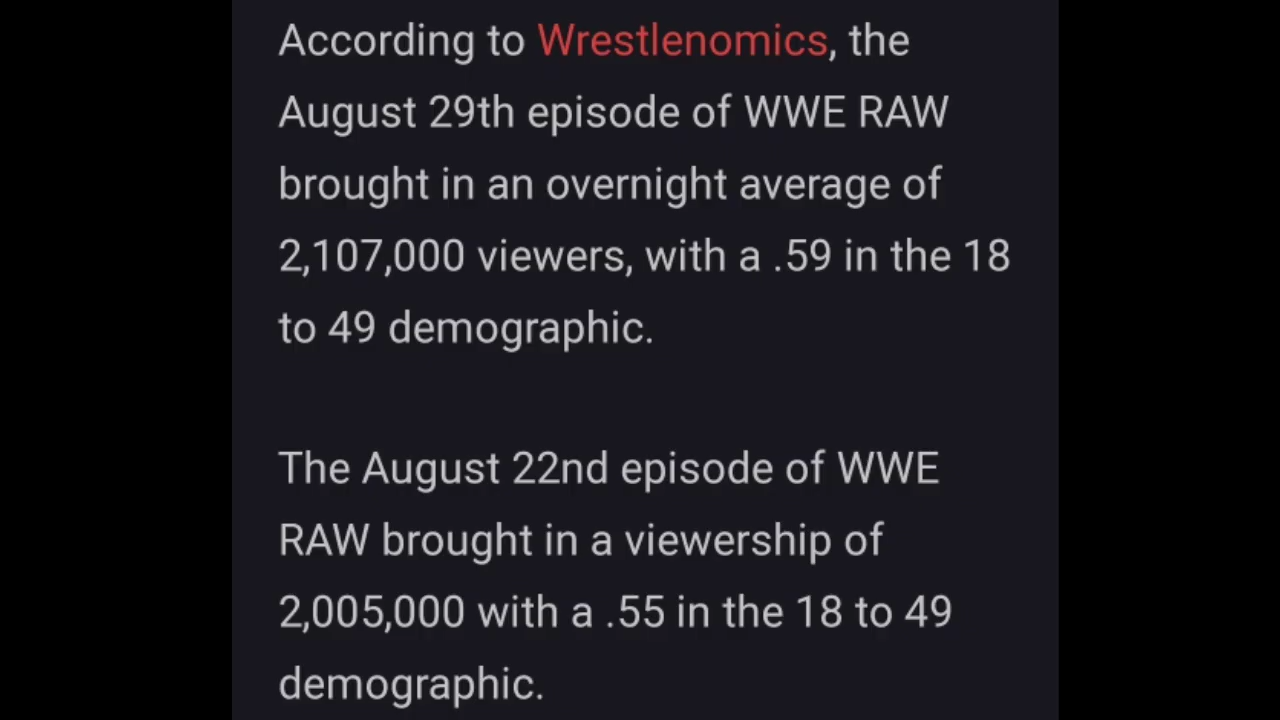 According to Wrestlenomics, the
August 29th episode of WWE RAW
brought in an overnight average of
2,107,000 viewers, with a .59 in the 18
to 49 demographic.
The August 22nd episode of WWE
RAW brought in a viewership of
2,005,000 with a .55 in the 18 to 49
demographic.